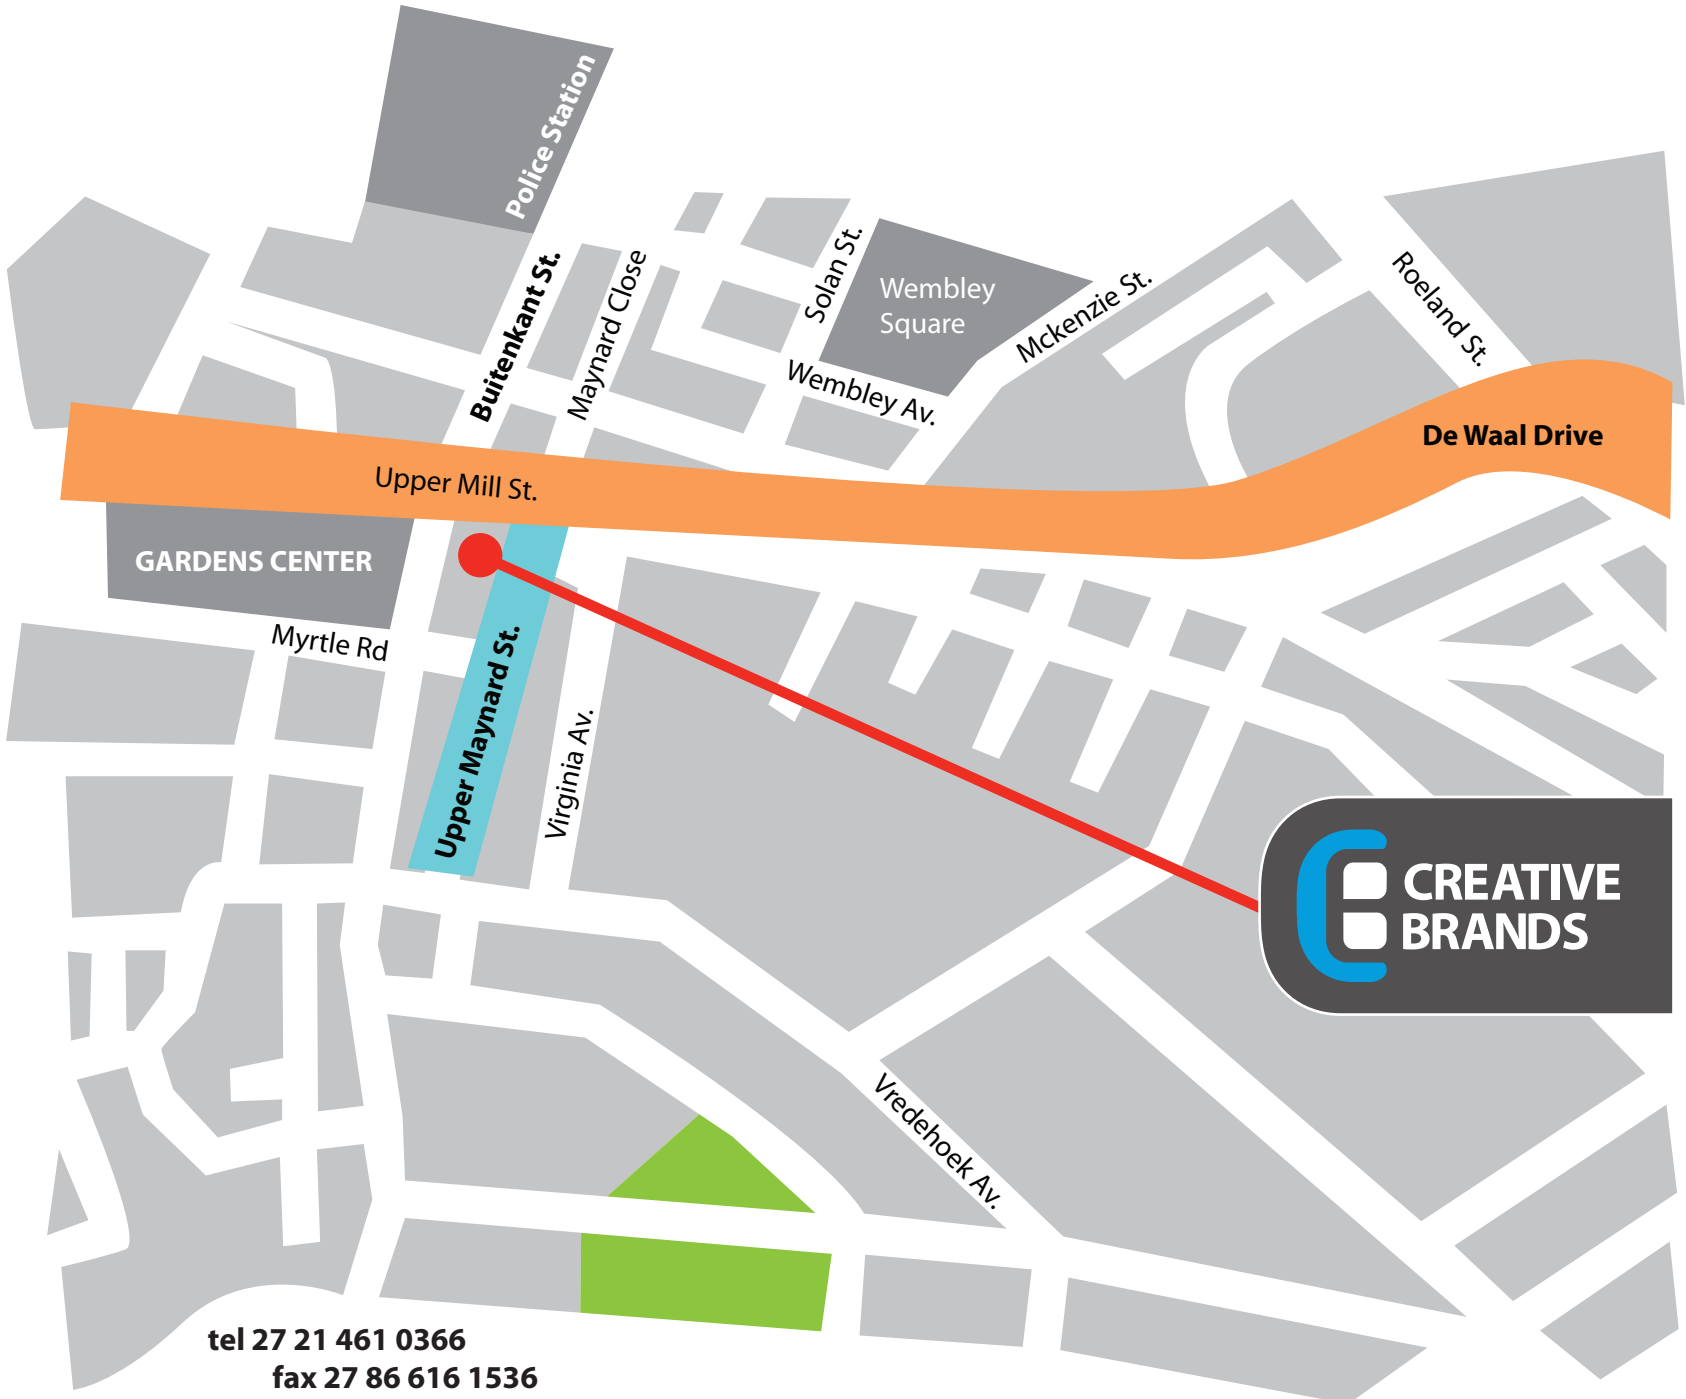 Police Station
Buitenkant St.
Maynard Close
Solan St.
Wembley
Square
Mckenzie St.
Roeland St.
Wembley Av.
De Waal Drive
Upper Mill St.
GARDENS CENTER
Myrtle Rd
Upper Maynard St.
Virginia Av.
CREATIVE
BRANDS
Vredehoek Av.
tel 27 21 461 0366
fax 27 86 616 1536